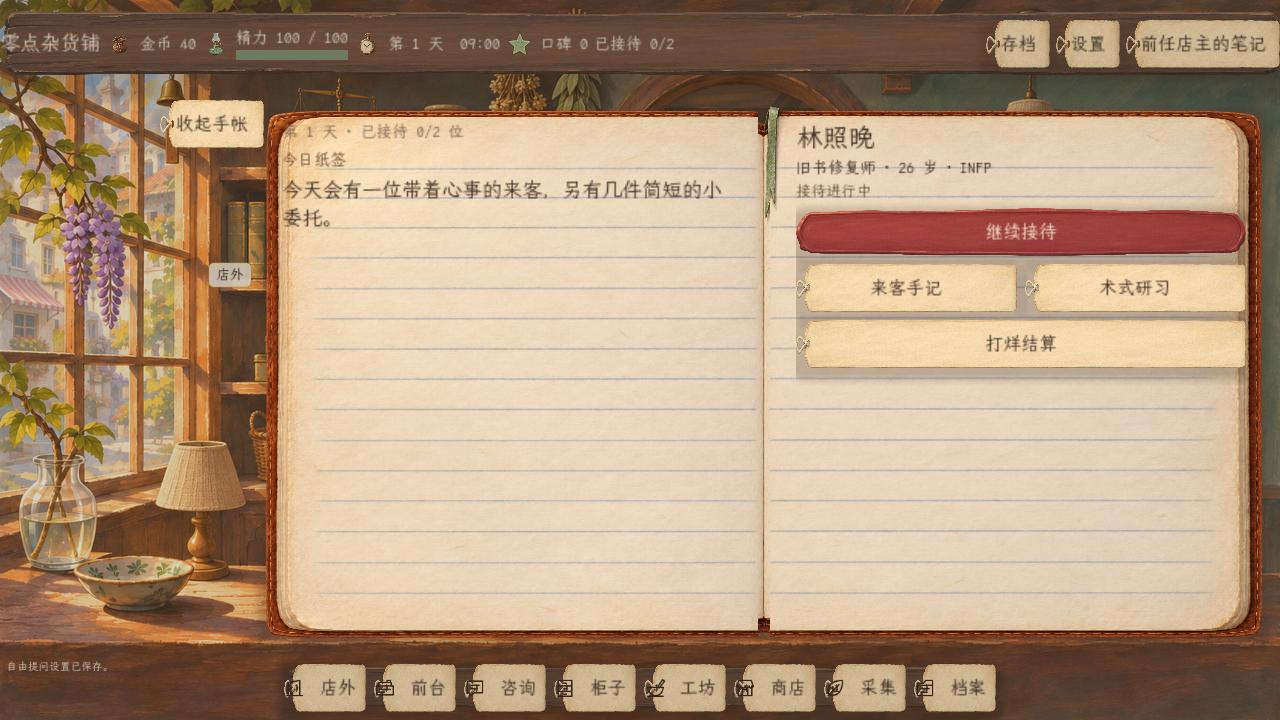 零点杂货铺 金币 40 精力 100 / 100 第 1 天 09:00 口碑 0 已接待 0/2 存档 设置 前任店主的笔记
收起手帐
第 1 天 · 已接待 0/2 位
今日纸签
今天会有一位带着心事的来客，另有几件简短的小
委托。
店外
林照晚
旧书修复师 · 26 岁 · INFP
接待进行中
继续接待
来客手记 术式研习
打烊结算
自由提问设置已保存。
店外 前台 咨询 柜子 工坊 商店 采集 档案